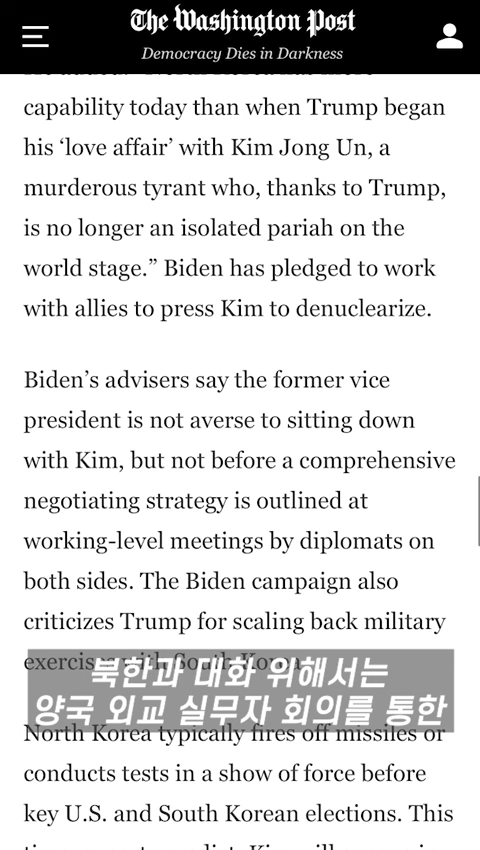 The Washington Post
Democracy Dies in Darkness
capability today than when Trump began
his ‘love affair’ with Kim Jong Un, a
murderous tyrant who, thanks to Trump,
is no longer an isolated pariah on the
world stage.” Biden has pledged to work
with allies to press Kim to denuclearize.
Biden’s advisers say the former vice
president is not averse to sitting down
with Kim, but not before a comprehensive
negotiating strategy is outlined at
working-level meetings by diplomats on
both sides. The Biden campaign also
criticizes Trump for scaling back military
exercises with South Korea.
북한과 대화 위해서는
양국 외교 실무자 회의를 통한
North Korea typically fires off missiles or
conducts tests in a show of force before
key U.S. and South Korean elections. This